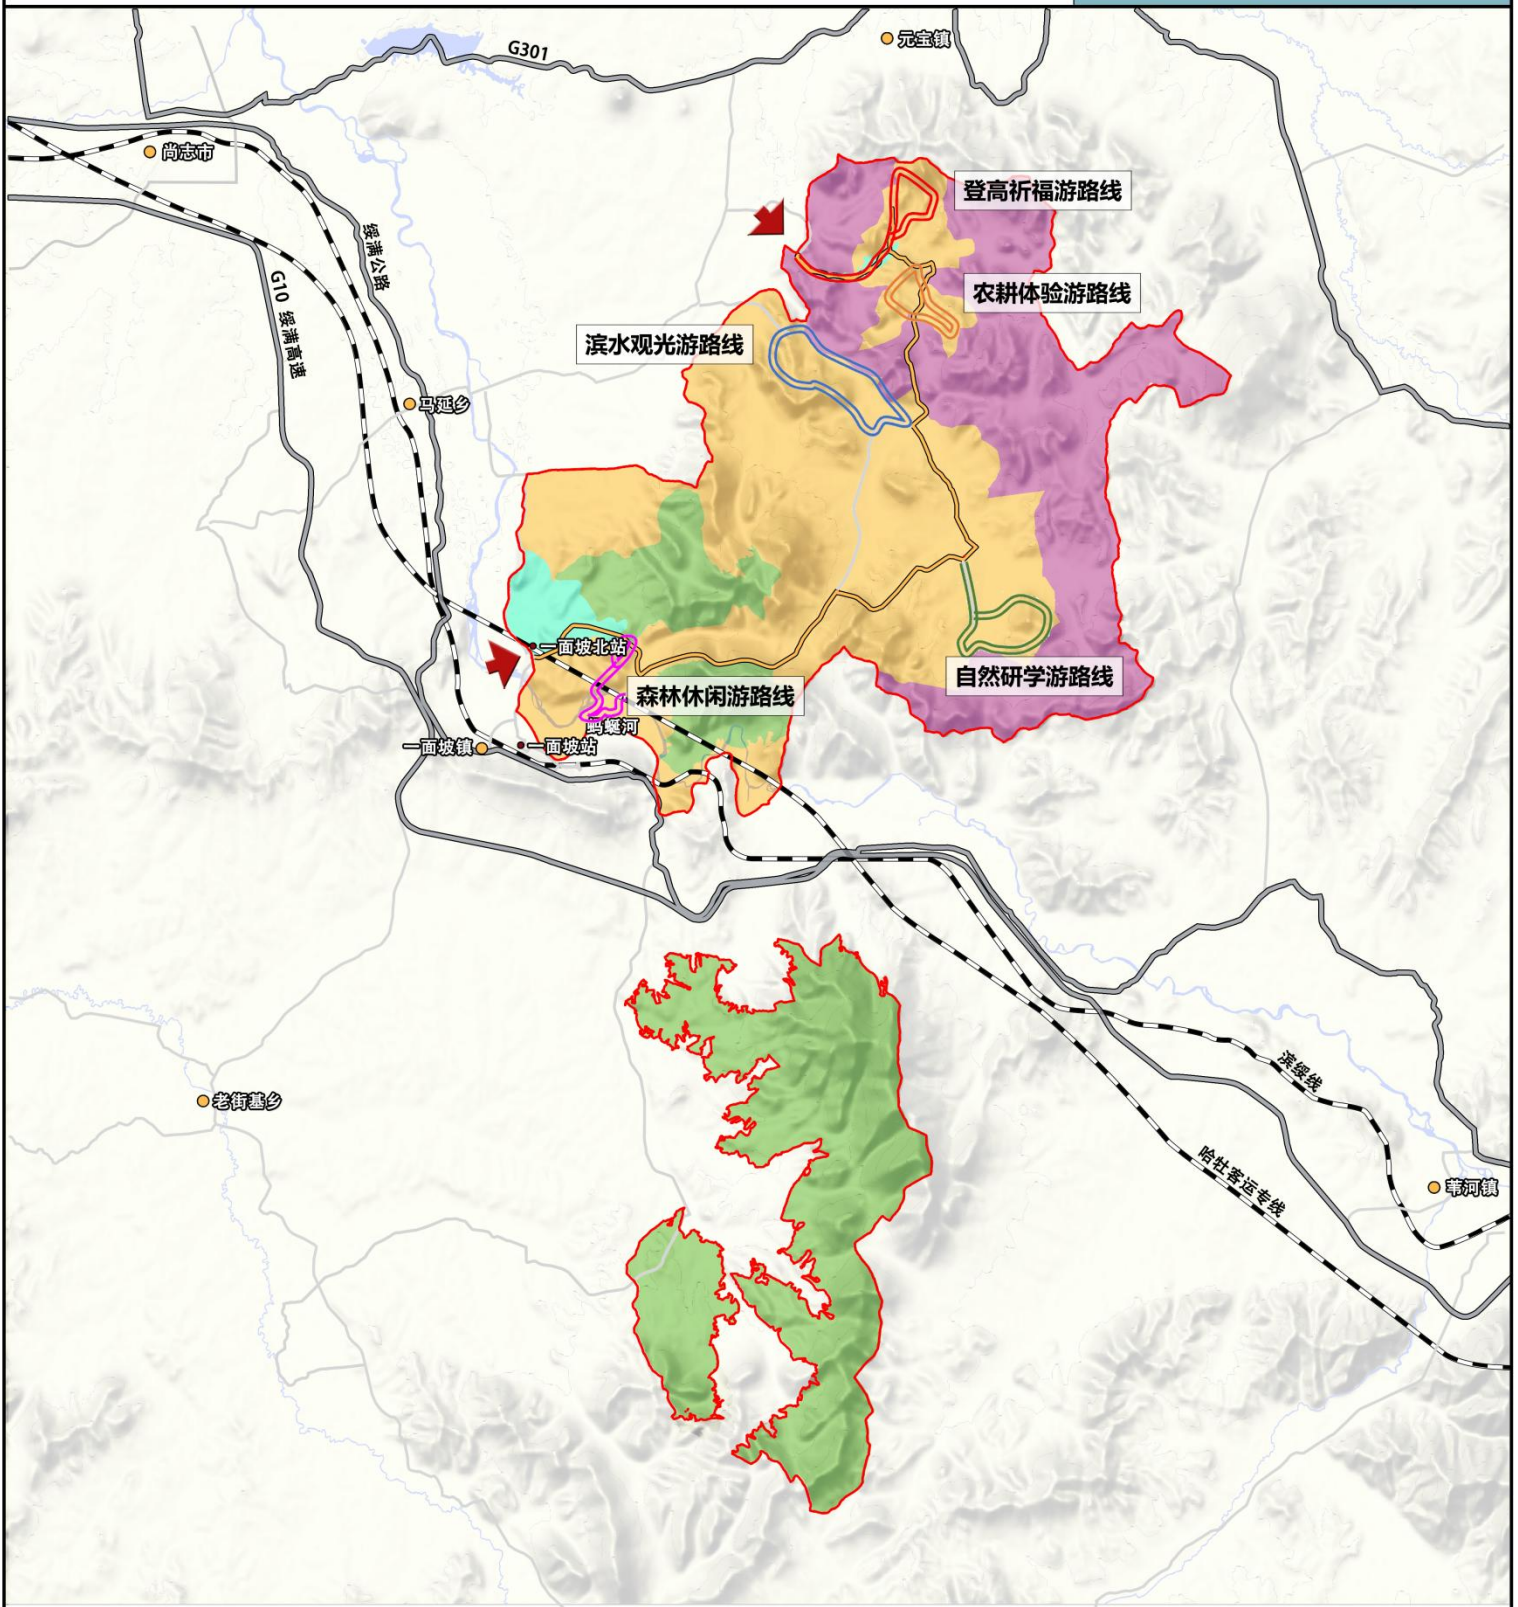 G301
元宝镇
尚志市
登高祈福游路线
绥满公路
G10 绥满高速
农耕体验游路线
滨水观光游路线
马延乡
一面坡北站
自然研学游路线
森林休闲游路线
蚂蜒河
一面坡镇
一面坡站
滨绥线
老街基乡
哈牡客运专线
苇河镇